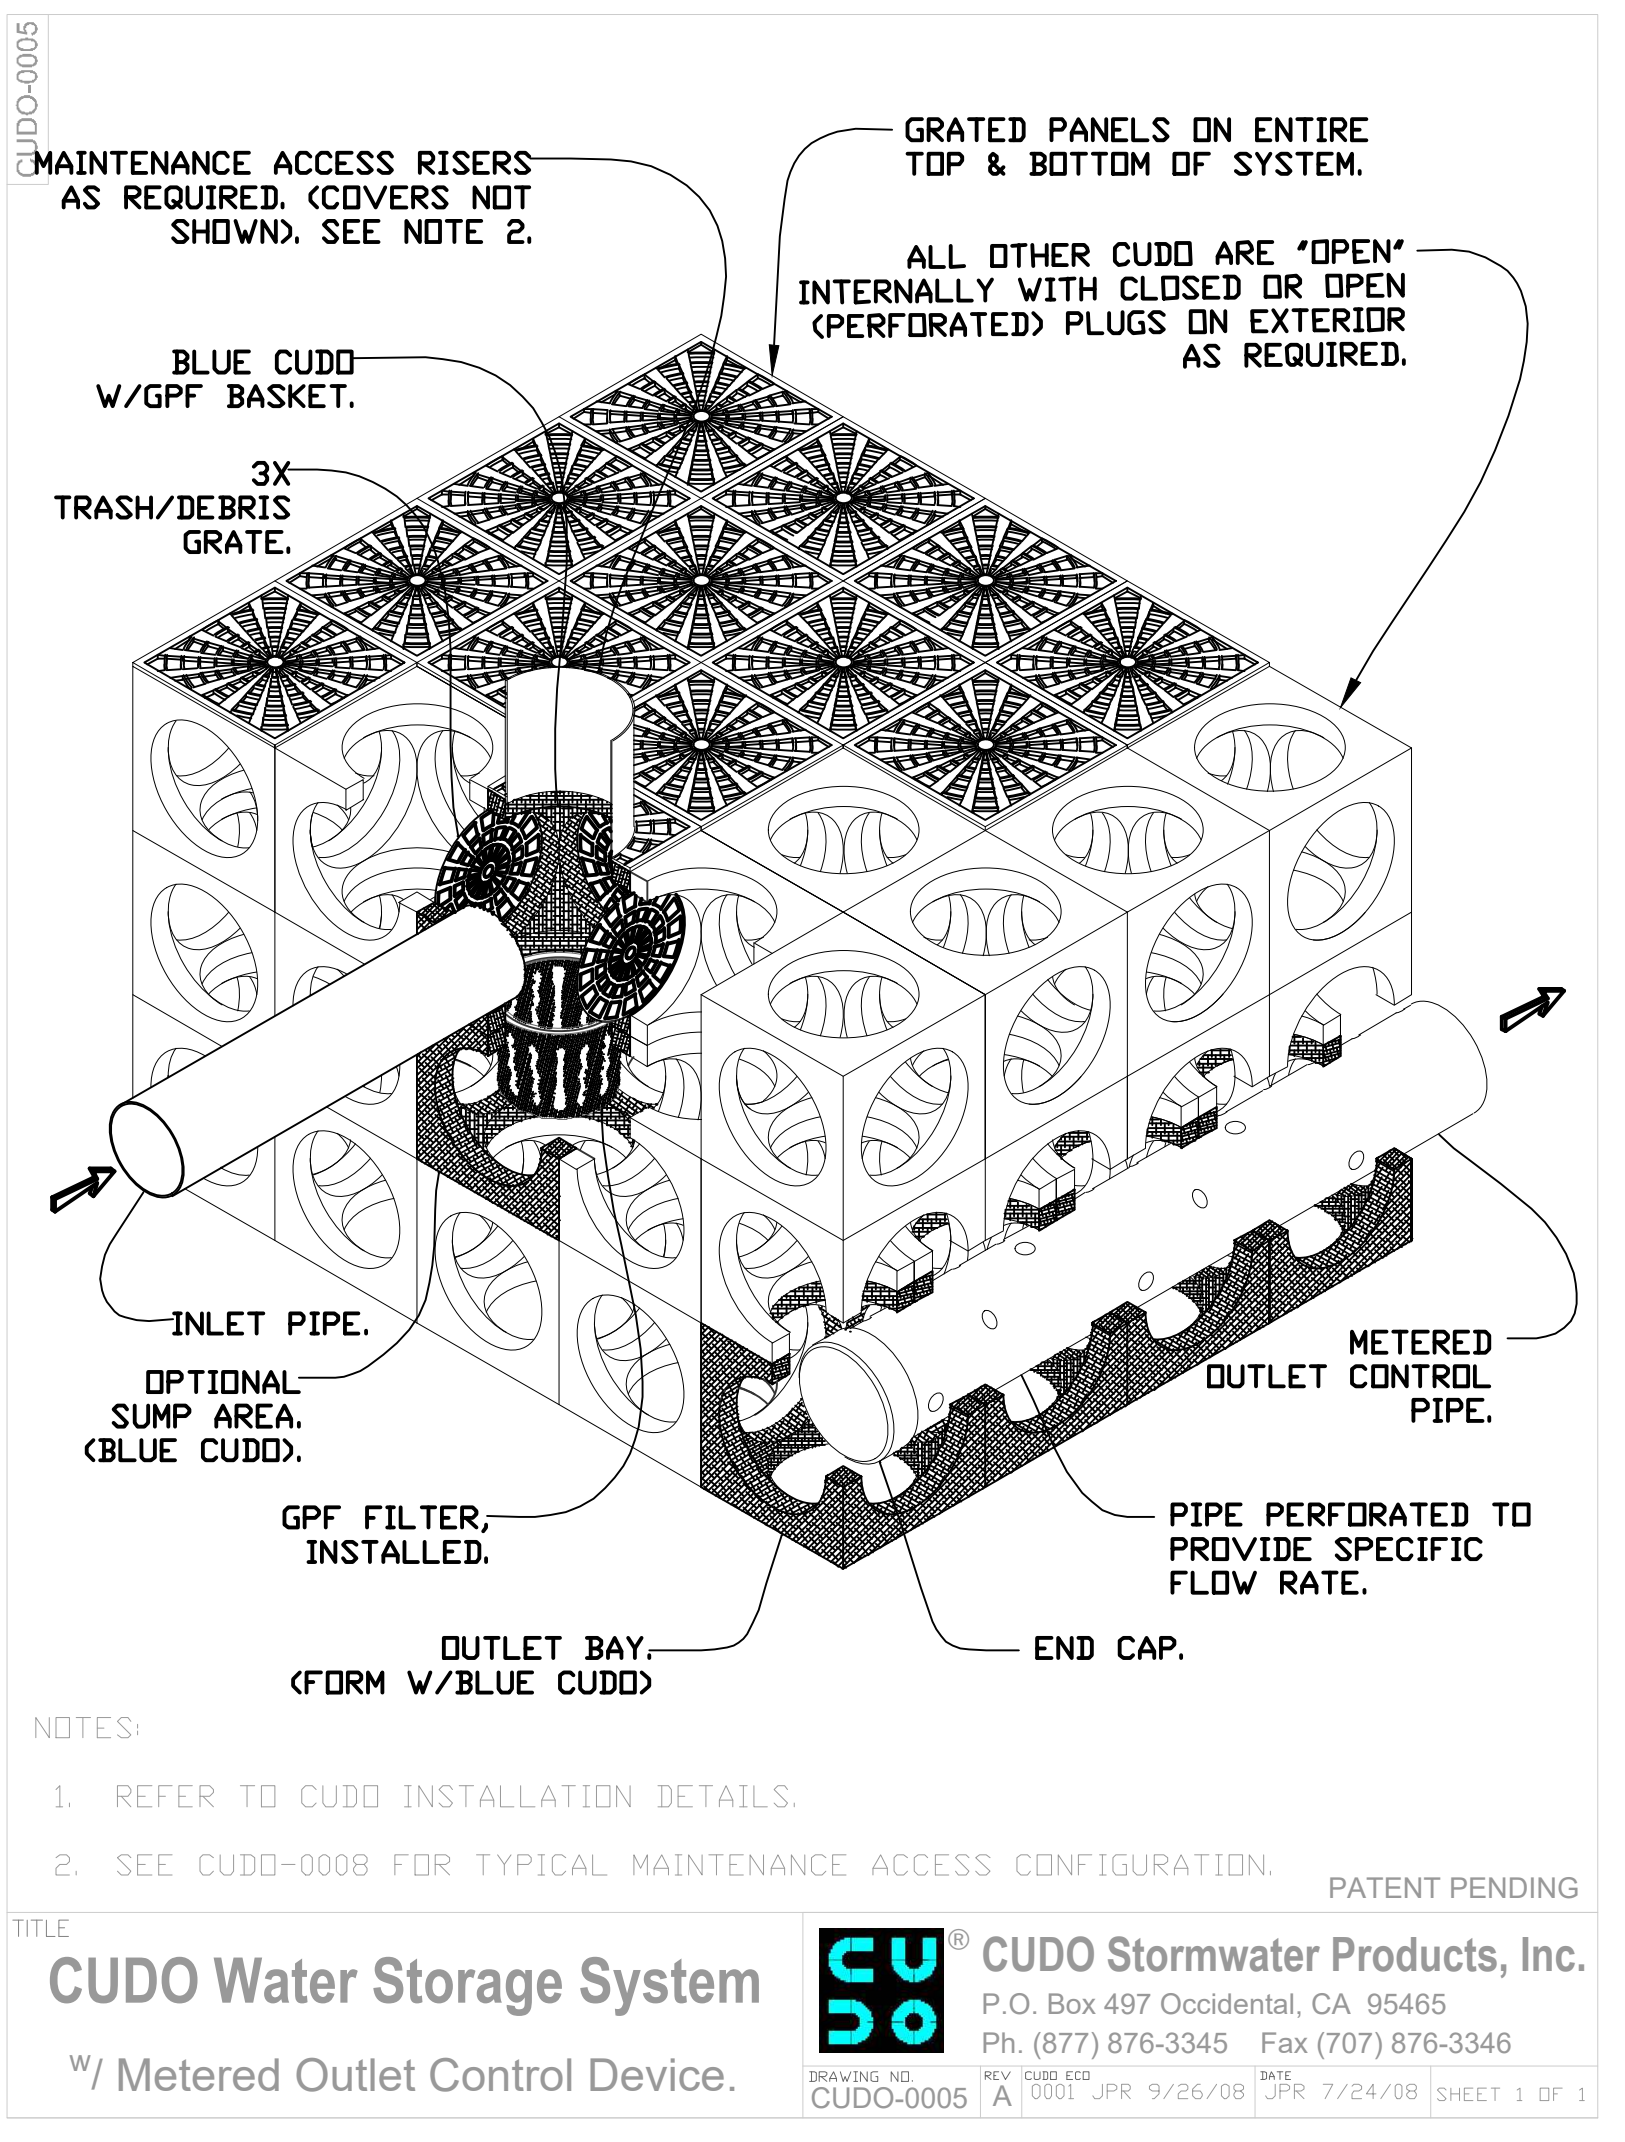 CUDO-0005
MAINTENANCE ACCESS RISERS
AS REQUIRED. (COVERS NOT
SHOWN). SEE NOTE 2.
GRATED PANELS ON ENTIRE
TOP & BOTTOM OF SYSTEM.
ALL OTHER CUDO ARE "OPEN"
INTERNALLY WITH CLOSED OR OPEN
(PERFORATED) PLUGS ON EXTERIOR
AS REQUIRED.
BLUE CUDO
W/GPF BASKET.
3X
TRASH/DEBRIS
GRATE.
INLET PIPE.
OPTIONAL
SUMP AREA.
(BLUE CUDO).
METERED
OUTLET CONTROL
PIPE.
GPF FILTER,
INSTALLED.
PIPE PERFORATED TO
PROVIDE SPECIFIC
FLOW RATE.
OUTLET BAY.
(FORM W/BLUE CUDO)
END CAP.
NOTES:
1. REFER TO CUDO INSTALLATION DETAILS.
2. SEE CUDO-0008 FOR TYPICAL MAINTENANCE ACCESS CONFIGURATION.
PATENT PENDING
TITLE
CUDO Water Storage System
w/ Metered Outlet Control Device.
CU
DO
®
CUDO Stormwater Products, Inc.
P.O. Box 497 Occidental, CA 95465
Ph. (877) 876-3345 Fax (707) 876-3346
DRAWING NO.
CUDO-0005
REV
A
CUDO ECO
0001 JPR 9/26/08
DATE
JPR 7/24/08
SHEET 1 OF 1